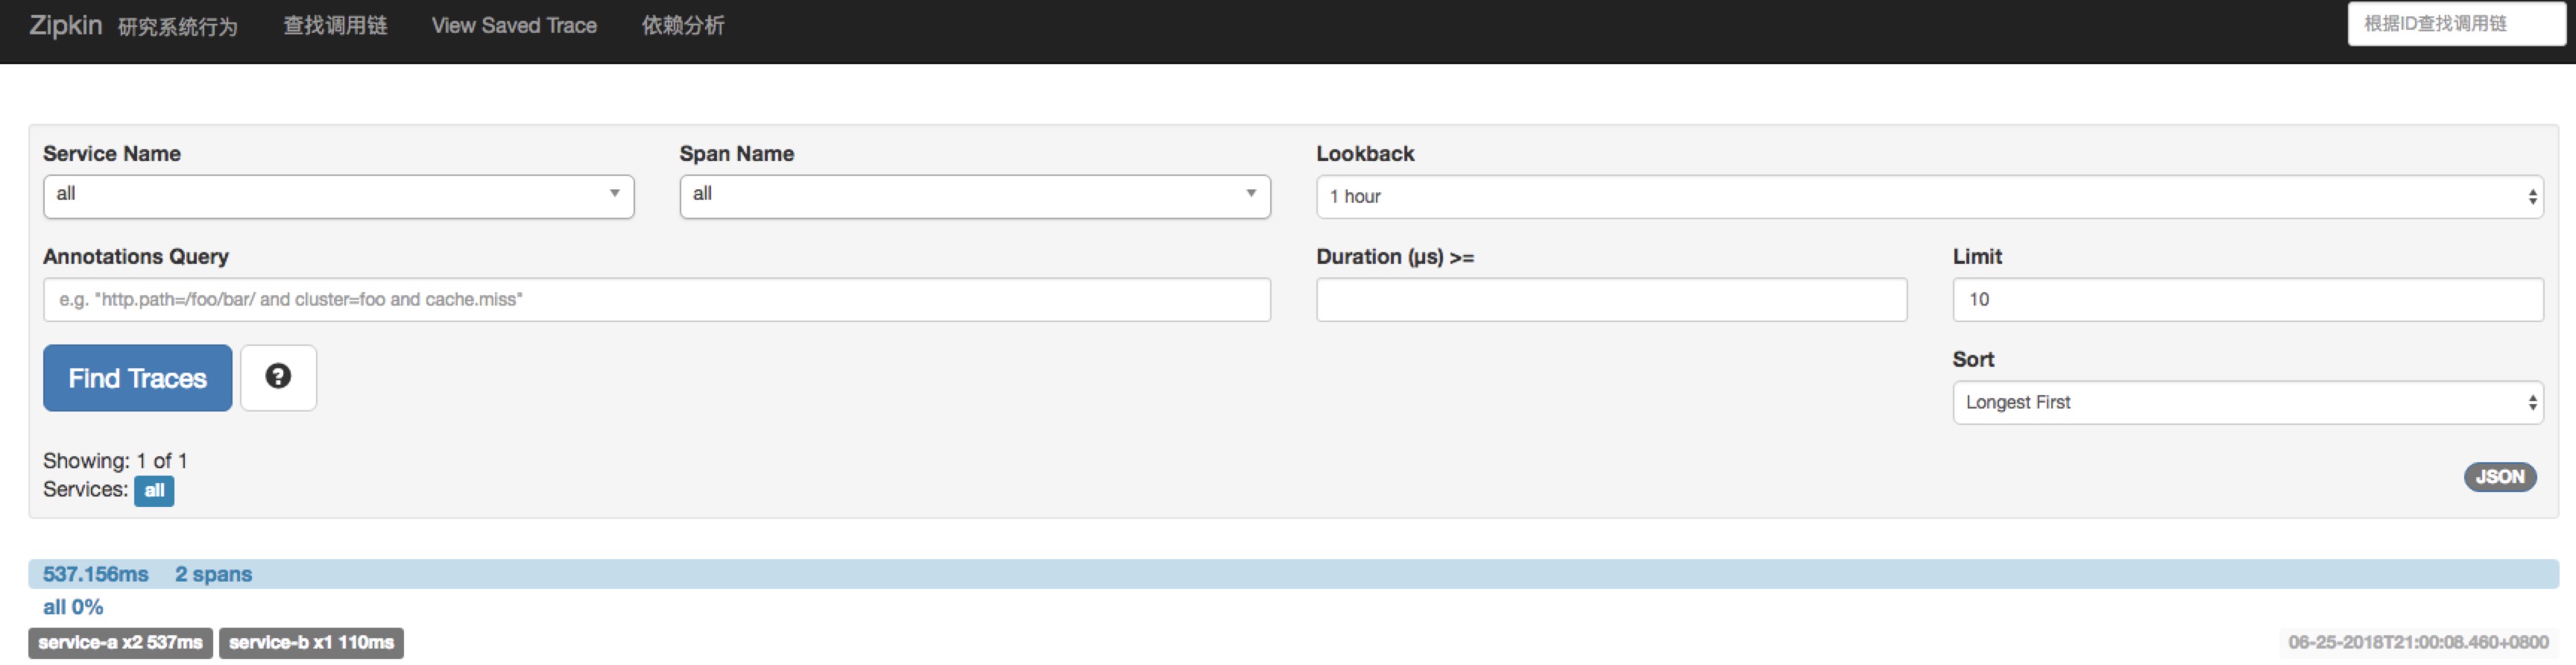 Zipkin 研究系统行为 查找调用链 View Saved Trace 依赖分析 根据ID查找调用链
Service Name Span Name Lookback
all all 1 hour
Annotations Query Duration (μs) >= Limit
e.g. "http.path=/foo/bar/ and cluster=foo and cache.miss" 10
Find Traces ? Sort
Longest First
Showing: 1 of 1
Services: all JSON
537.156ms 2 spans
all 0%
service-a x2 537ms service-b x1 110ms 06-25-2018T21:00:08.460+0800